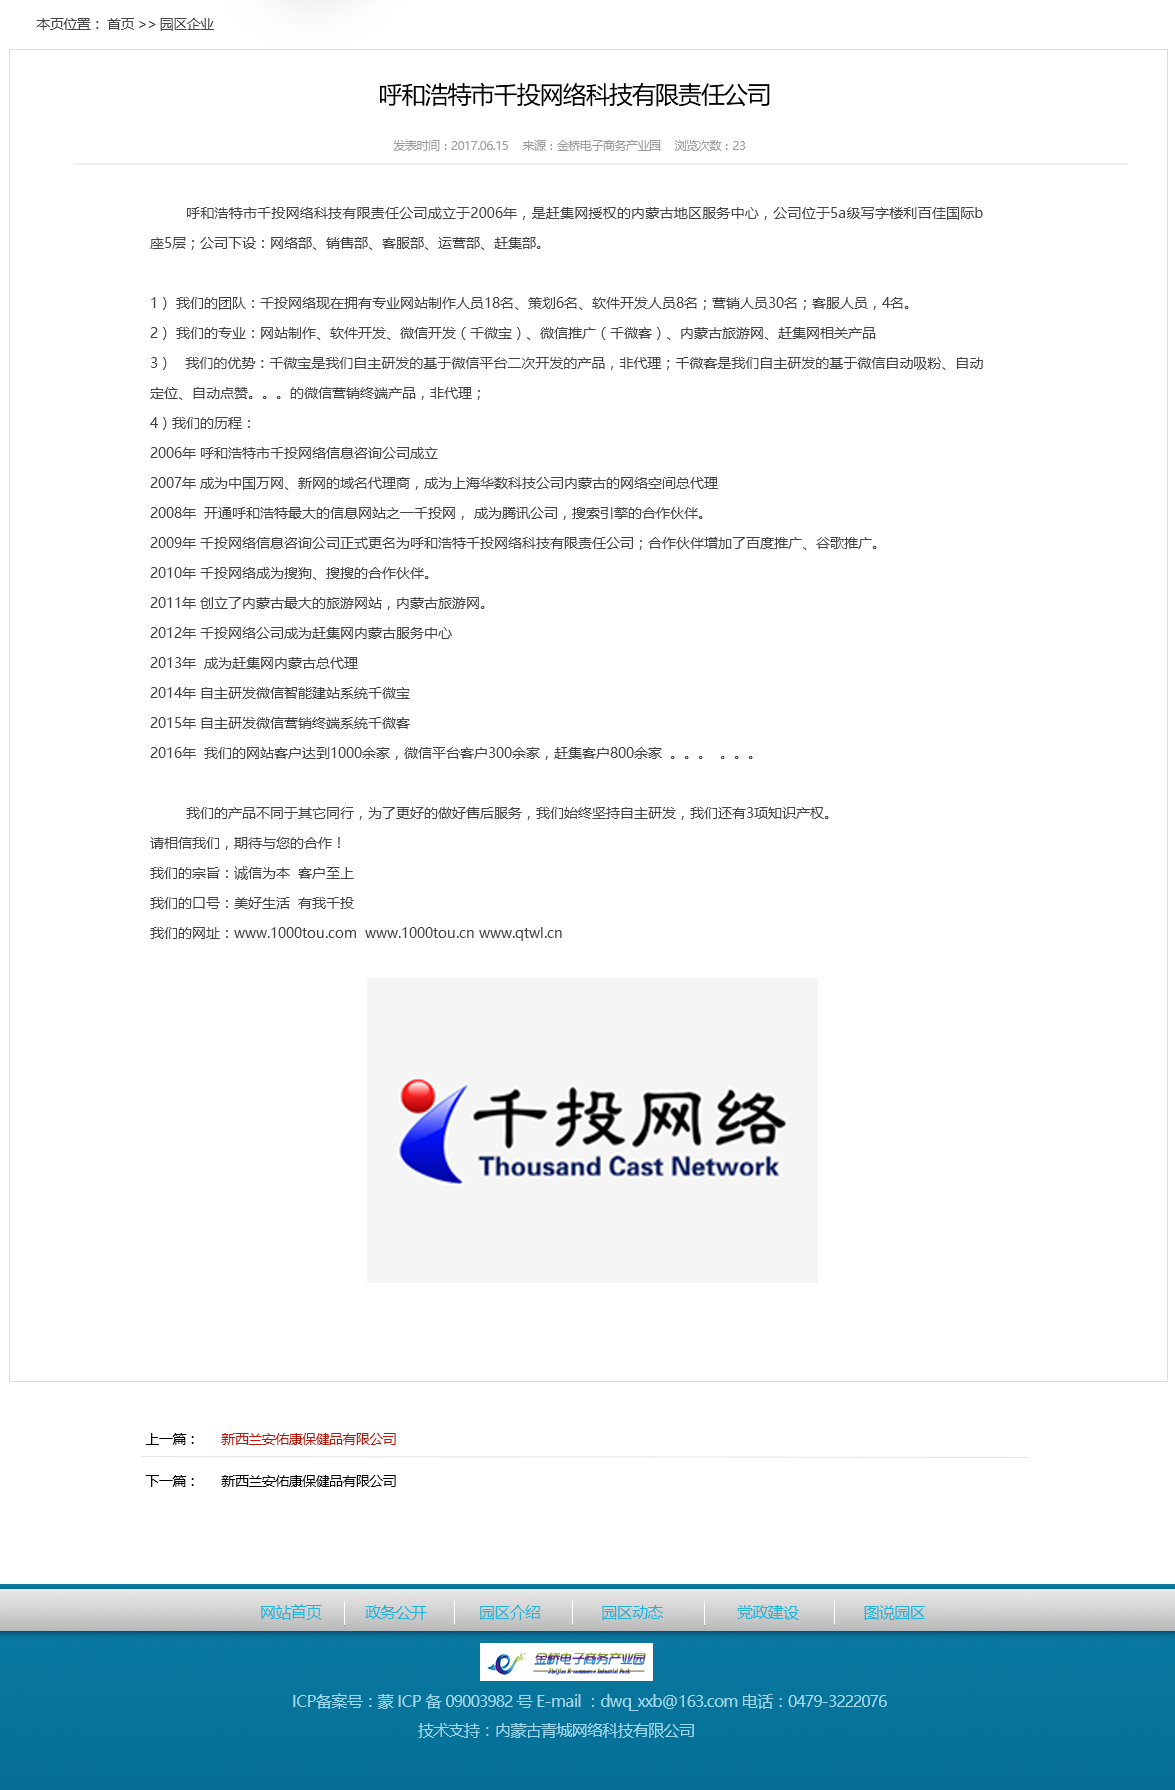 本页位置： 首页 >> 园区企业
呼和浩特市千投网络科技有限责任公司
发表时间：2017.06.15 来源：金桥电子商务产业园 浏览次数：23
呼和浩特市千投网络科技有限责任公司成立于2006年，是赶集网授权的内蒙古地区服务中心，公司位于5a级写字楼利百佳国际b
座5层；公司下设：网络部、销售部、客服部、运营部、赶集部。
1） 我们的团队：千投网络现在拥有专业网站制作人员18名、策划6名、软件开发人员8名；营销人员30名；客服人员，4名。
2） 我们的专业：网站制作、软件开发、微信开发（千微宝）、微信推广（千微客）、内蒙古旅游网、赶集网相关产品
3） 我们的优势：千微宝是我们自主研发的基于微信平台二次开发的产品，非代理；千微客是我们自主研发的基于微信自动吸粉、自动
定位、自动点赞。。。的微信营销终端产品，非代理；
4）我们的历程：
2006年 呼和浩特市千投网络信息咨询公司成立
2007年 成为中国万网、新网的域名代理商，成为上海华数科技公司内蒙古的网络空间总代理
2008年 开通呼和浩特最大的信息网站之一千投网， 成为腾讯公司，搜索引擎的合作伙伴。
2009年 千投网络信息咨询公司正式更名为呼和浩特千投网络科技有限责任公司；合作伙伴增加了百度推广、谷歌推广。
2010年 千投网络成为搜狗、搜搜的合作伙伴。
2011年 创立了内蒙古最大的旅游网站，内蒙古旅游网。
2012年 千投网络公司成为赶集网内蒙古服务中心
2013年 成为赶集网内蒙古总代理
2014年 自主研发微信智能建站系统千微宝
2015年 自主研发微信营销终端系统千微客
2016年 我们的网站客户达到1000余家，微信平台客户300余家，赶集客户800余家 。。。 。。。
我们的产品不同于其它同行，为了更好的做好售后服务，我们始终坚持自主研发，我们还有3项知识产权。
请相信我们，期待与您的合作！
我们的宗旨：诚信为本 客户至上
我们的口号：美好生活 有我千投
我们的网址：www.1000tou.com www.1000tou.cn www.qtwl.cn
千投网络
Thousand Cast Network
上一篇： 新西兰安佑康保健品有限公司
下一篇： 新西兰安佑康保健品有限公司
网站首页 政务公开 园区介绍 园区动态 党政建设 图说园区
金桥电子商务产业园
JinQiao E-commerce Industrial Park
ICP备案号：蒙 ICP 备 09003982 号 E-mail ：dwq_xxb@163.com 电话：0479-3222076
技术支持：内蒙古青城网络科技有限公司